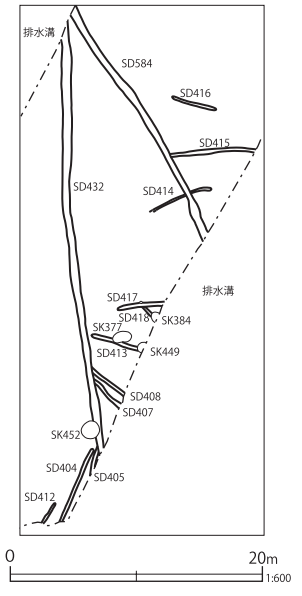 排水溝
SD584
SD416
SD415
SD432
SD414
排水溝
SD417
SD418
SK384
SK377
SD413
SK449
SD408
SD407
SK452
SD404
SD405
SD412
0
20m
1:600